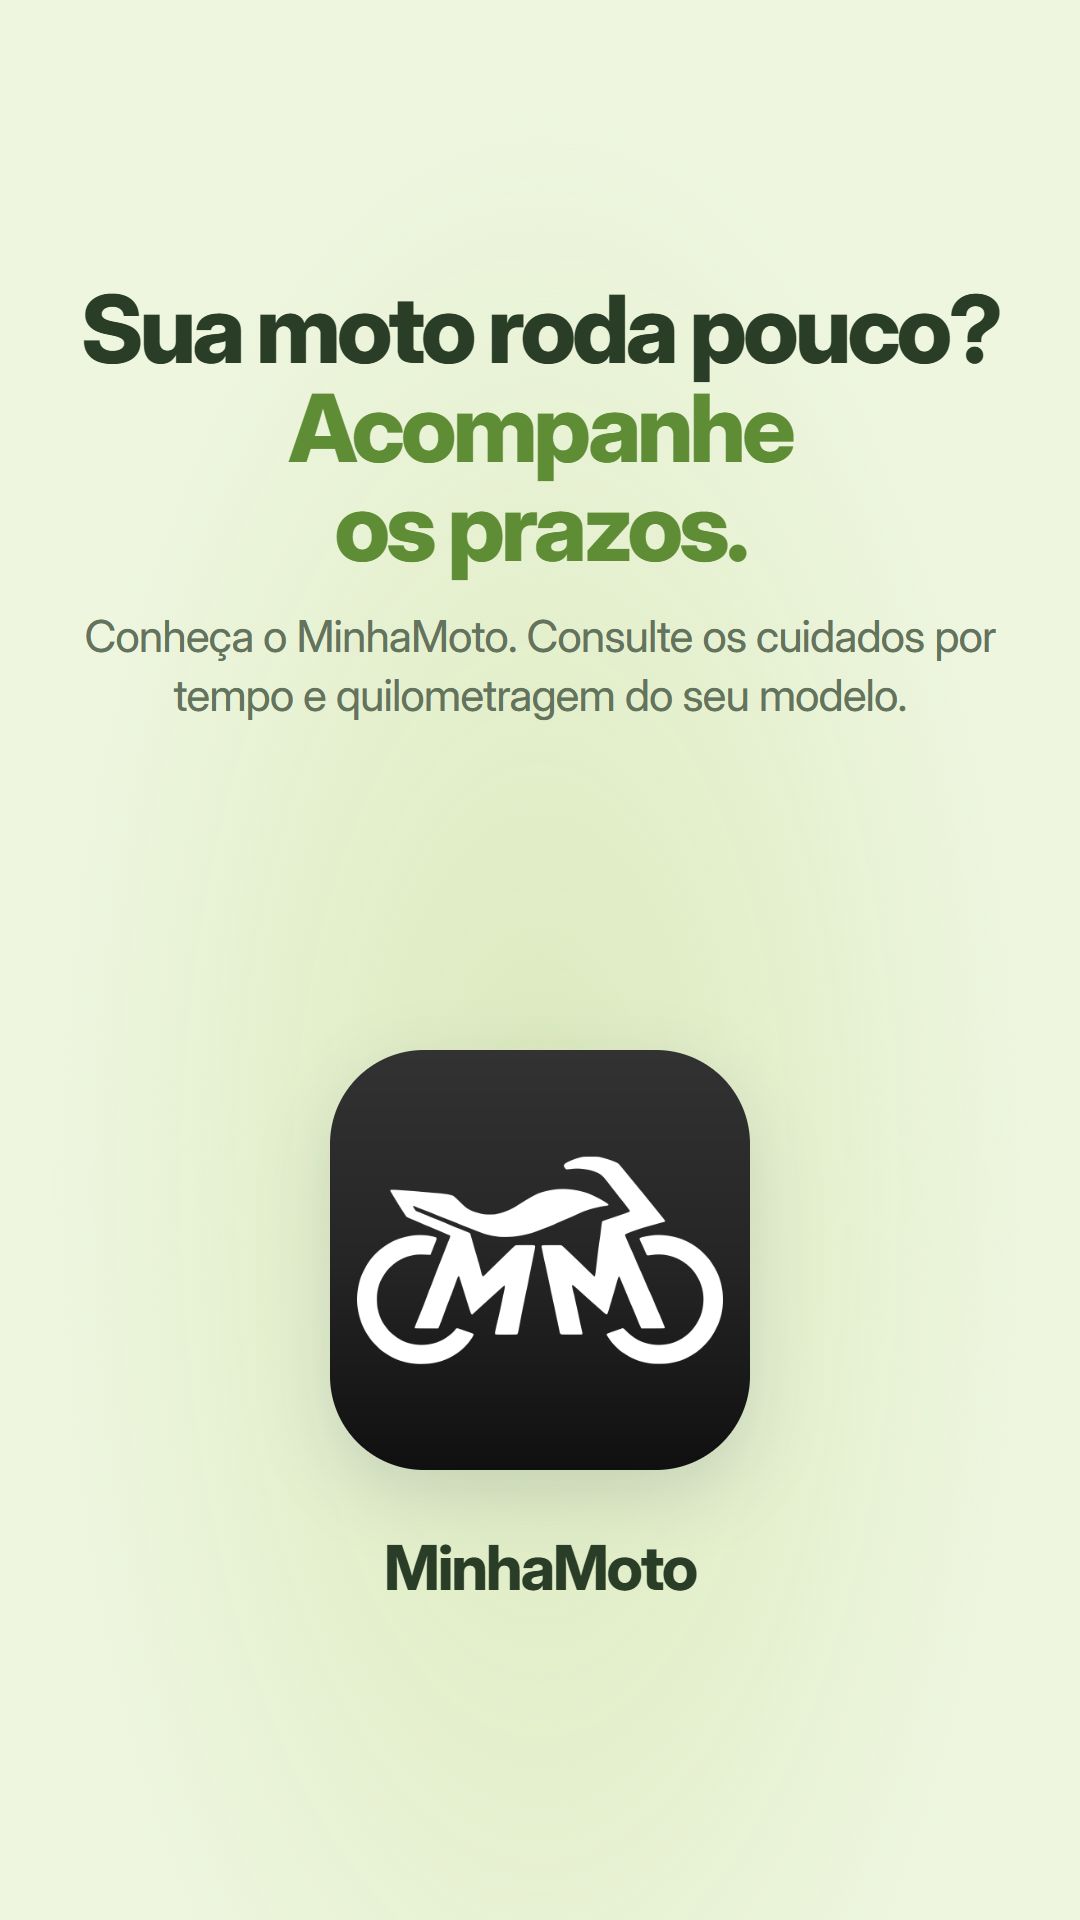 Sua moto roda pouco?
Acompanhe
os prazos.
Conheça o MinhaMoto. Consulte os cuidados por
tempo e quilometragem do seu modelo.
MM
MinhaMoto